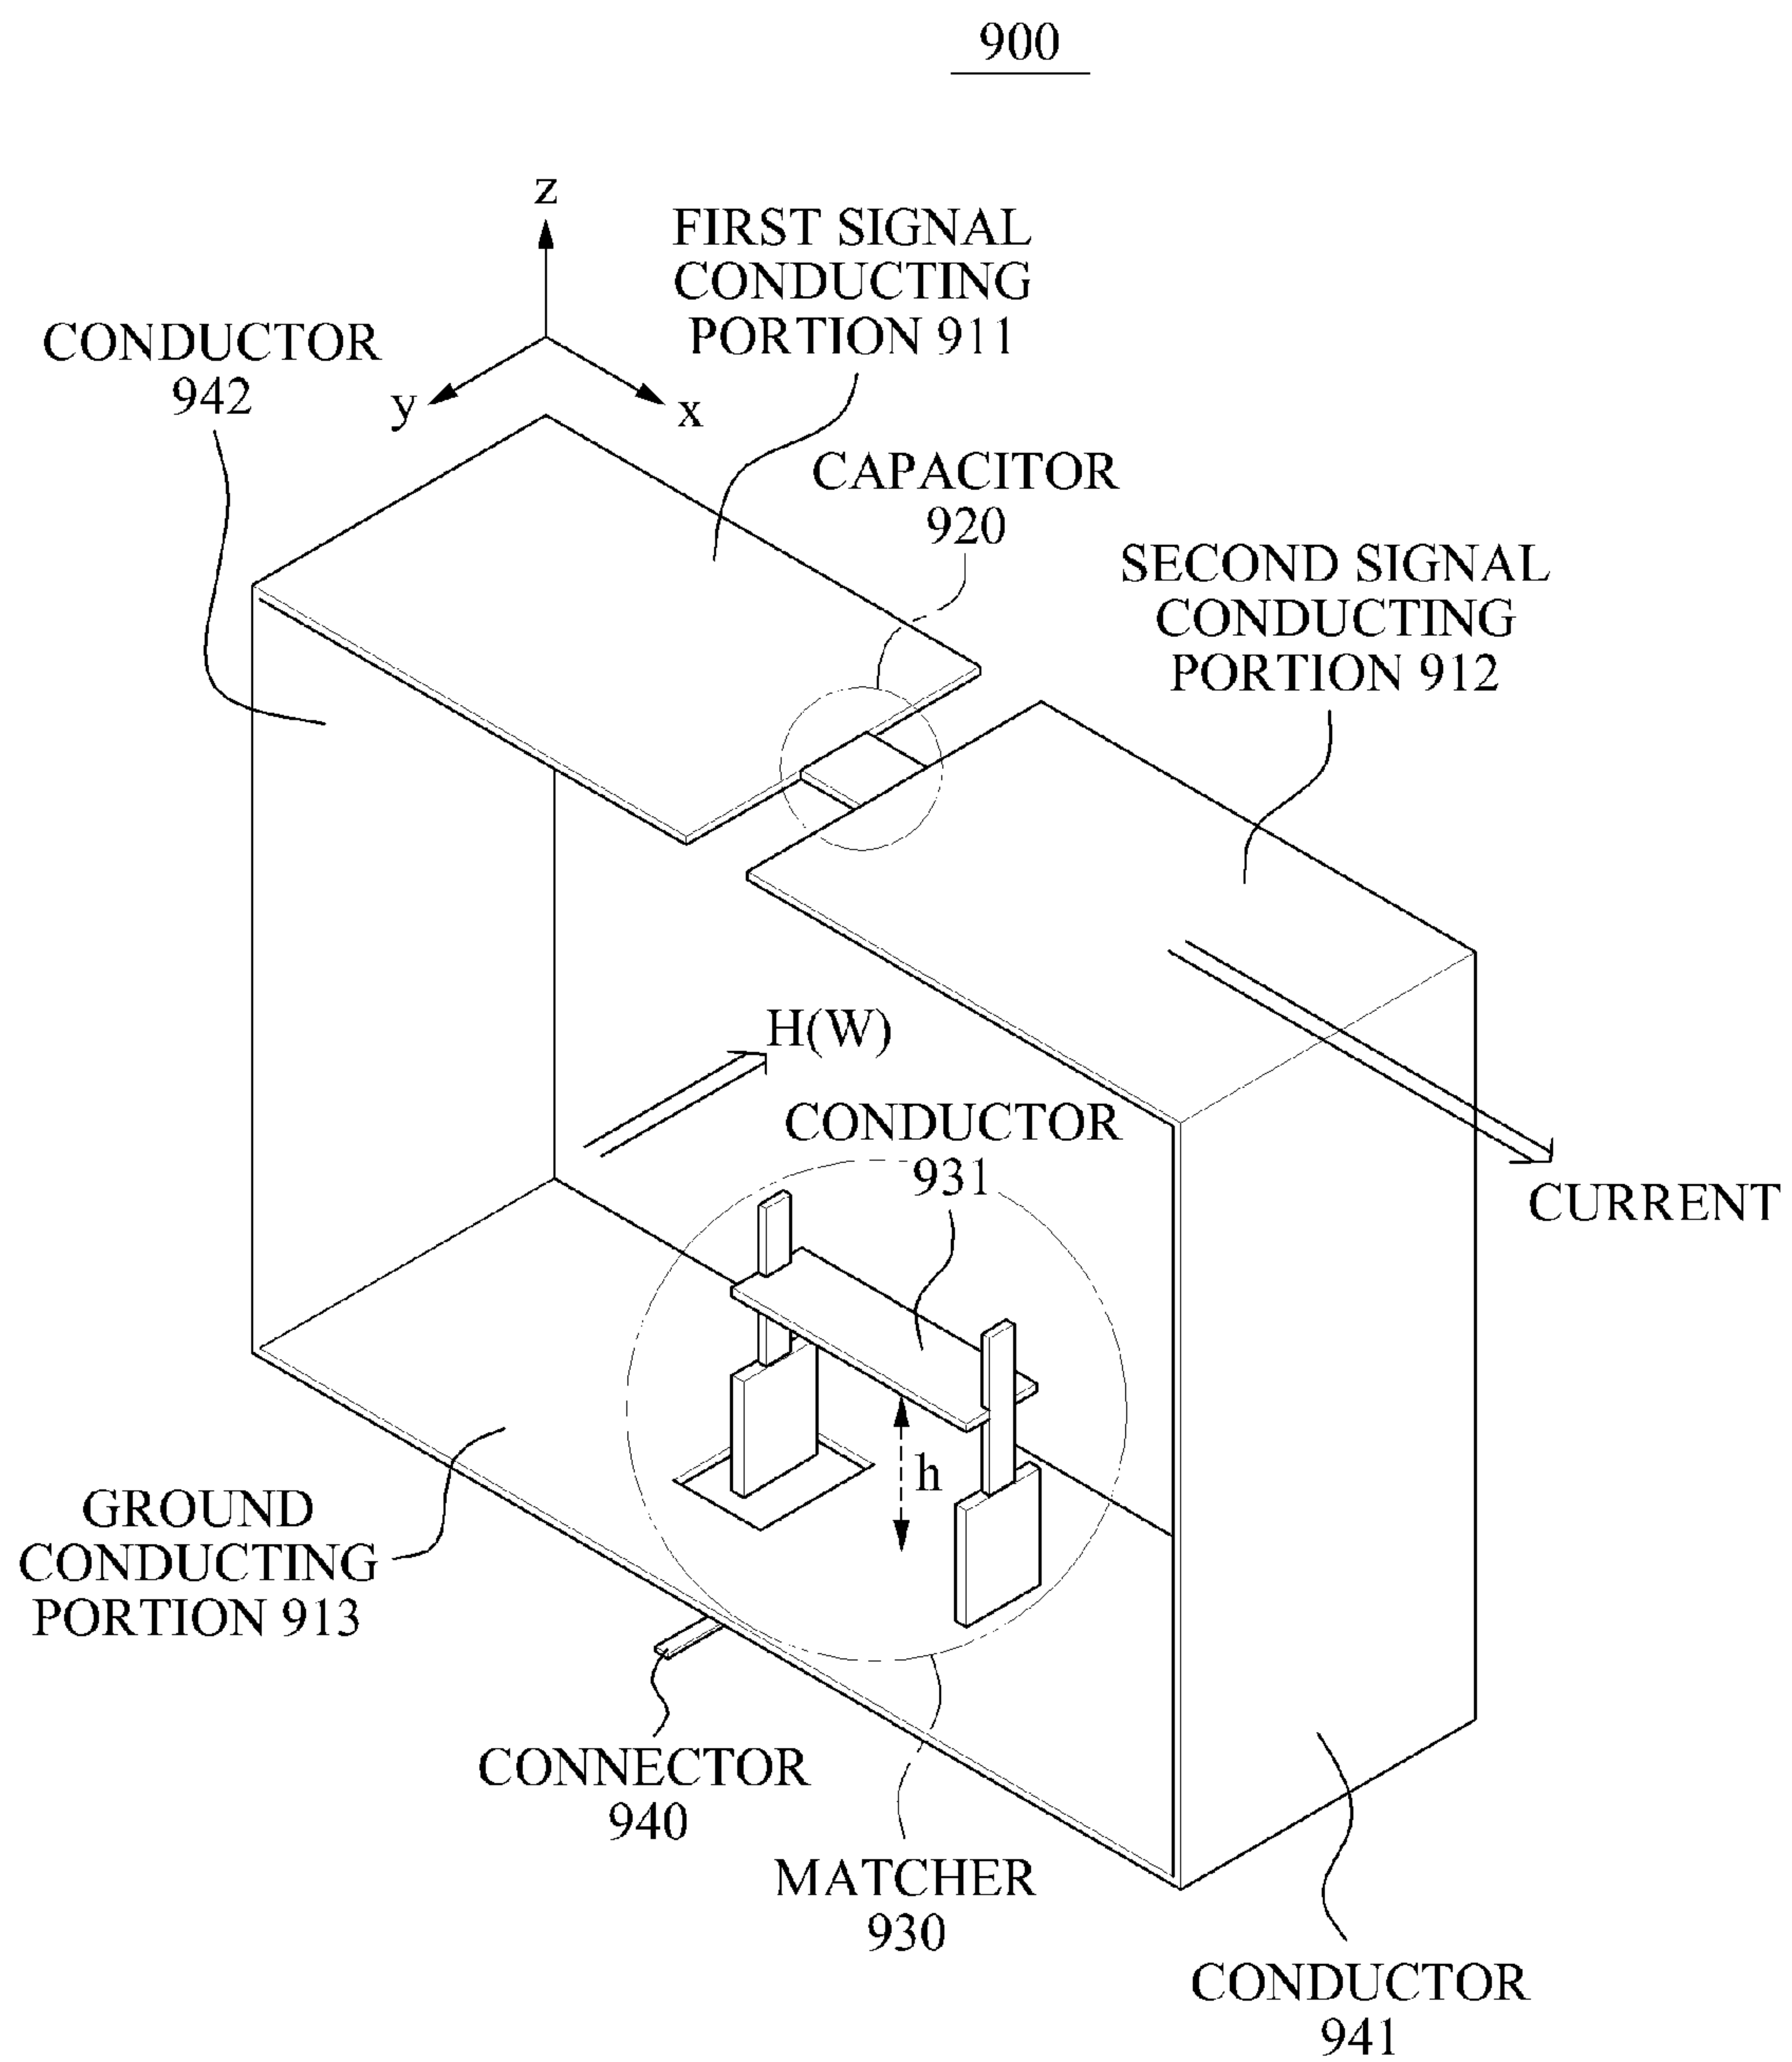 900
z
y
x
FIRST SIGNAL
CONDUCTING
PORTION 911
CONDUCTOR
942
CAPACITOR
920
SECOND SIGNAL
CONDUCTING
PORTION 912
H(W)
CONDUCTOR
931
CURRENT
h
GROUND
CONDUCTING
PORTION 913
CONNECTOR
940
MATCHER
930
CONDUCTOR
941